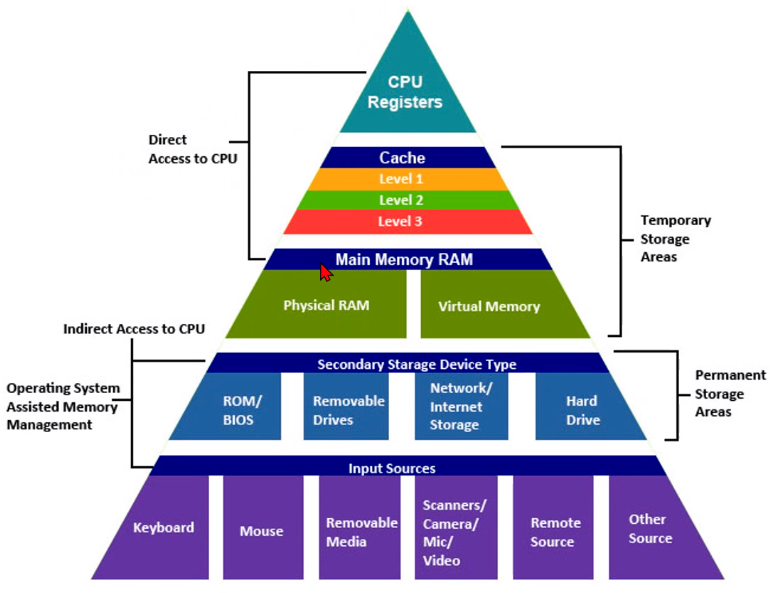 CPU
Registers
Direct
Access to CPU
Cache
Level 1
Level 2
Level 3
Temporary
Storage
Areas
Main Memory RAM
Physical RAM
Virtual Memory
Indirect Access to CPU
Secondary Starage Device Type
Operating System
Assisted Memory
Management
ROM/
BIOS
Removable
Drives
Network/
Internet
Storage
Hard
Drive
Permanent
Storage
Areas
Input Sources
Keyboard
Mouse
Removable
Media
Scanners/
Camera/
Mic/
Video
Remote
Source
Other
Source